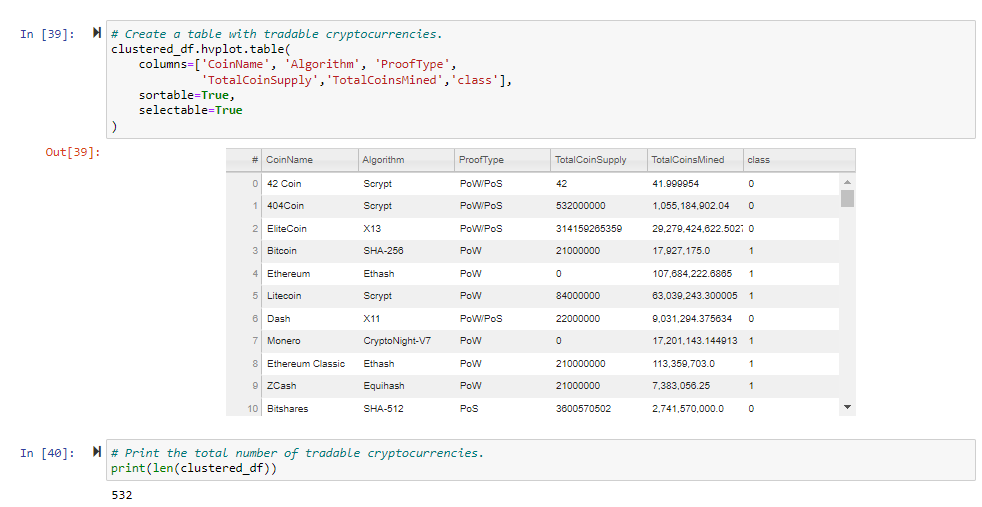 In [39]: # Create a table with tradable cryptocurrencies.
clustered_df.hvplot.table(
columns=['CoinName', 'Algorithm', 'ProofType',
'TotalCoinSupply','TotalCoinsMined','class'],
sortable=True,
selectable=True
)
Out[39]:
# CoinName Algorithm ProofType TotalCoinSupply TotalCoinsMined class
0 42 Coin Scrypt PoW/PoS 42 41.999954 0
1 404Coin Scrypt PoW/PoS 532000000 1,055,184,902.04 0
2 EliteCoin X13 PoW/PoS 314159265359 29,279,424,622.5027 0
3 Bitcoin SHA-256 PoW 21000000 17,927,175.0 1
4 Ethereum Ethash PoW 0 107,684,222.6865 1
5 Litecoin Scrypt PoW 84000000 63,039,243.300005 1
6 Dash X11 PoW/PoS 22000000 9,031,294.375634 0
7 Monero CryptoNight-V7 PoW 0 17,201,143.144913 1
8 Ethereum Classic Ethash PoW 210000000 113,359,703.0 1
9 ZCash Equihash PoW 21000000 7,383,056.25 1
10 Bitshares SHA-512 PoS 3600570502 2,741,570,000.0 0
In [40]: # Print the total number of tradable cryptocurrencies.
print(len(clustered_df))
532